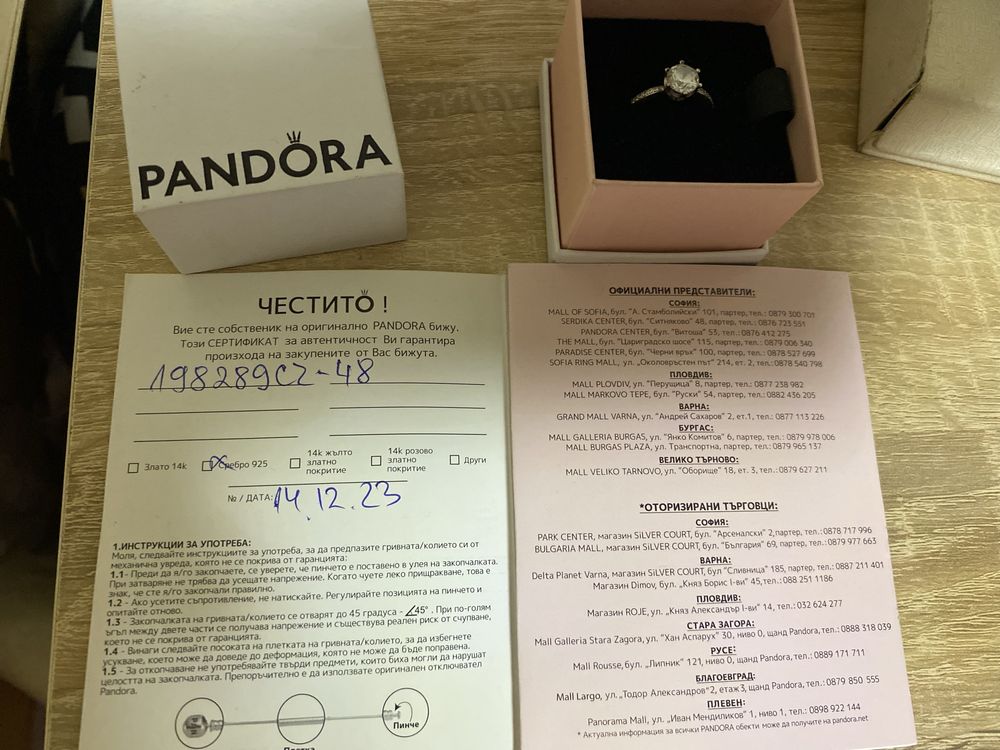 PANDORA
ЧЕСТИТО !
Вие сте собственик на оригинално PANDORA бижу.
Този СЕРТИФИКАТ за автентичност Ви гарантира
произхода на закупените от Вас бижута.
198289CZ-48
Злато 14k
Сребро 925
14k жълто
златно
покритие
14k розово
златно
покритие
Други
№ / ДАТА: 14.12.23
1.ИНСТРУКЦИИ ЗА УПОТРЕБА:
Моля, следвайте инструкциите за употреба, за да предпазите гривната/колието си от
механична увреда, която не се покрива от гаранцията:
1.1- Преди да я/го закопчаете, се уверете, че пинчето е поставено в улея на закопчалката.
При затваряне не трябва да усещате напрежение. Когато чуете леко прищракване, това е
знак, че сте я/го закопчали правилно.
1.2 - Ако усетите съпротивление, не натискайте. Регулирайте позицията на пинчето и
опитайте отново.
1.3 - Закопчалката на гривната/колието се отварят до 45 градуса - 45° . При по-голям
ъгъл между двете части се получава напрежение и съществува реален риск от счупване,
което не се покрива от гаранцията.
1.4 - Винаги следвайте посоката на плетката на гривната/колието, за да избегнете
усукване, което може да доведе до деформация, която не може да бъде поправена.
1.5 - За откопчаване не употребявайте твърди предмети, които биха могли да нарушат
целостта на закопчалката. Препоръчително е да използвате оригинален отключвател
Pandora.
Пинче
Плетка
ОФИЦИАЛНИ ПРЕДСТАВИТЕЛИ:
СОФИЯ:
MALL OF SOFIA, бул. "А. Стамболийски" 101, партер, тел.: 0879 300 701
SERDIKA CENTER, бул. "Ситняково" 48, партер, тел.: 0876 723 551
PANDORA CENTER, бул. "Витоша" 53, тел.: 0876 412 275
THE MALL, бул. "Цариградско шосе" 115, партер, тел.: 0879 006 340
PARADISE CENTER, бул. "Черни връх" 100, партер, тел.: 0878 527 699
SOFIA RING MALL, ул. „Околовръстен път" 214, ет. 2, тел.: 0878 540 798
ПЛОВДИВ:
MALL PLOVDIV, ул. "Перущица" 8, партер, тел.: 0877 238 982
MALL MARKOVO TEPE, бул. "Руски" 54, партер, тел.: 0882 436 205
ВАРНА:
GRAND MALL VARNA, ул. "Андрей Сахаров" 2, ет.1, тел.: 0877 113 226
БУРГАС:
MALL GALLERIA BURGAS, ул. "Янко Комитов" 6, партер, тел.: 0879 978 006
MALL BURGAS PLAZA, ул. Транспортна, партер, тел.: 0879 965 137
ВЕЛИКО ТЪРНОВО:
MALL VELIKO TARNOVO, ул. "Оборище" 18, ет. 3, тел.: 0879 627 211
*ОТОРИЗИРАНИ ТЪРГОВЦИ:
СОФИЯ:
PARK CENTER, магазин SILVER COURT, бул. "Арсеналски" 2,партер, тел.: 0878 717 996
BULGARIA MALL, магазин SILVER COURT, бул. "България" 69, партер, тел.: 0879 977 663
ВАРНА:
Delta Planet Varna, магазин SILVER COURT, бул "Сливница" 185, партер, тел.: 0887 211 401
Магазин Dimov, бул. „Княз Борис I-ви" 45,тел.: 088 251 1186
ПЛОВДИВ:
Магазин ROJE, ул. „Княз Александър I-ви" 14, тел.: 032 624 277
СТАРА ЗАГОРА:
Mall Galleria Stara Zagora, ул. "Хан Аспарух" 30, ниво 0, щанд Pandora,тел.: 0888 318 039
РУСЕ:
Mall Rousse, бул. „Липник" 121, ниво 0, щанд Pandora, тел.: 0889 171 711
БЛАГОЕВГРАД:
Mall Largo, ул. „Тодор Александров" 2, етаж 3, щанд Pandora, тел.: 0879 850 555
ПЛЕВЕН:
Panorama Mall, ул. „Иван Мендиликов" 1, ниво 1, тел.: 0898 922 144
* Актуална информация за всички PANDORA обекти може да получите на pandora.net